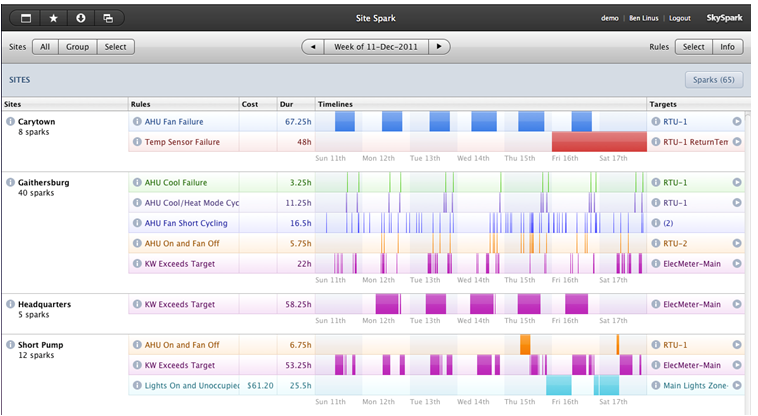 Site Spark
demo | Ben Linus | Logout SkySpark
Sites All Group Select
◄ Week of 11-Dec-2011 ►
Rules Select Info
SITES Sparks (65)
Sites Rules Cost Dur Timelines Targets
Carytown AHU Fan Failure 67.25h RTU-1
8 sparks
Temp Sensor Failure 48h RTU-1 ReturnTem
Sun 11th Mon 12th Tue 13th Wed 14th Thu 15th Fri 16th Sat 17th
Gaithersburg AHU Cool Failure 3.25h RTU-1
40 sparks
AHU Cool/Heat Mode Cyc 11.25h RTU-1
AHU Fan Short Cycling 16.5h (2)
AHU On and Fan Off 5.75h RTU-2
KW Exceeds Target 22h ElecMeter-Main
Sun 11th Mon 12th Tue 13th Wed 14th Thu 15th Fri 16th Sat 17th
Headquarters KW Exceeds Target 58.25h ElecMeter-Main
5 sparks
Sun 11th Mon 12th Tue 13th Wed 14th Thu 15th Fri 16th Sat 17th
Short Pump AHU On and Fan Off 6.75h RTU-1
12 sparks
KW Exceeds Target 53.25h ElecMeter-Main
Lights On and Unoccupied $61.20 25.5h Main Lights Zone-
Sun 11th Mon 12th Tue 13th Wed 14th Thu 15th Fri 16th Sat 17th